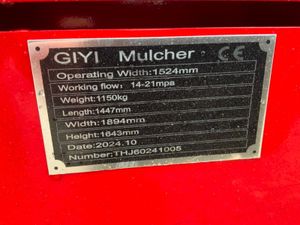 GIYI Mulcher CE
Operating Width:1524mm
Working flow: 14-21mpa
Weight:1150kg
Length:1447mm
Width:1894mm
Height:1643mm
Date:2024.10
Number:THJ60241005